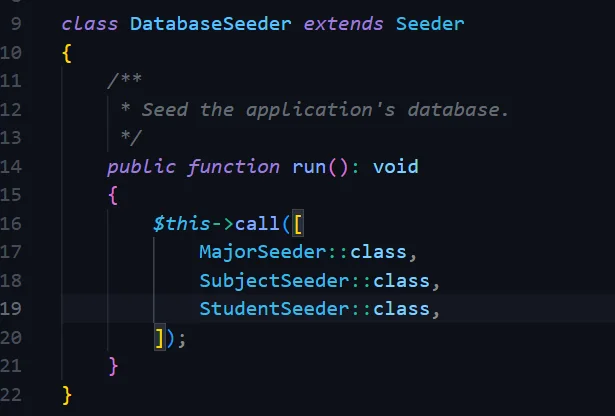 9 class DatabaseSeeder extends Seeder
10 {
11     /**
12      * Seed the application's database.
13      */
14     public function run(): void
15     {
16         $this->call([
17             MajorSeeder::class,
18             SubjectSeeder::class,
19             StudentSeeder::class,
20         ]);
21     }
22 }